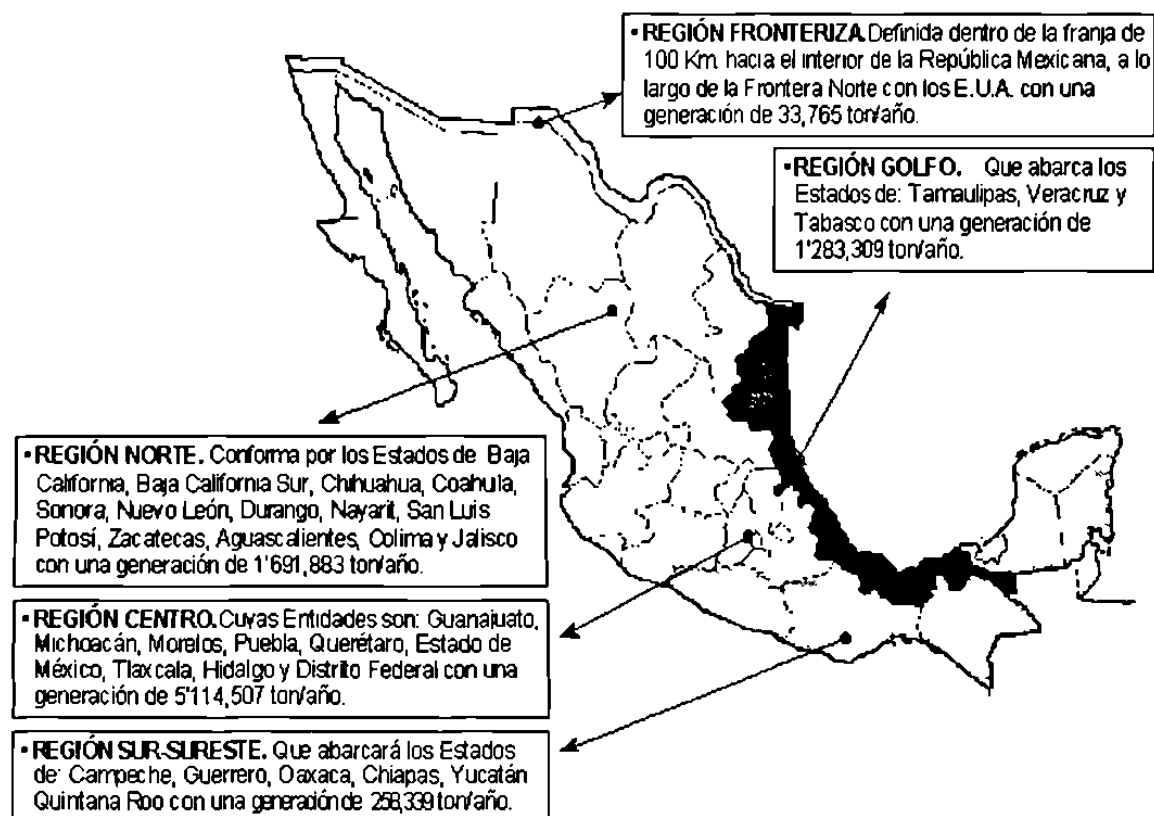 • REGIÓN FRONTERIZA. Definida dentro de la franja de
100 Km. hacia el interior de la República Mexicana, a lo
largo de la Frontera Norte con los E.U.A. con una
generación de 33,765 ton/año.
• REGIÓN GOLFO. Que abarca los
Estados de: Tamaulipas, Veracruz y
Tabasco con una generación de
1'283,309 ton/año.
• REGIÓN NORTE. Conforma por los Estados de Baja
California, Baja California Sur, Chihuahua, Coahula,
Sonora, Nuevo León, Durango, Nayarit, San Luis
Potosí, Zacatecas, Aguascalientes, Colima y Jalisco
con una generación de 1'691,883 ton/año.
• REGIÓN CENTRO. Cuyas Entidades son: Guanajuato,
Michoacán, Morelos, Puebla, Querétaro, Estado de
México, Tlaxcala, Hidalgo y Distrito Federal con una
generación de 5'114,507 ton/año.
• REGIÓN SUR-SURESTE. Que abarcará los Estados
de: Campeche, Guerrero, Oaxaca, Chiapas, Yucatán
Quintana Roo con una generación de 258,339 ton/año.